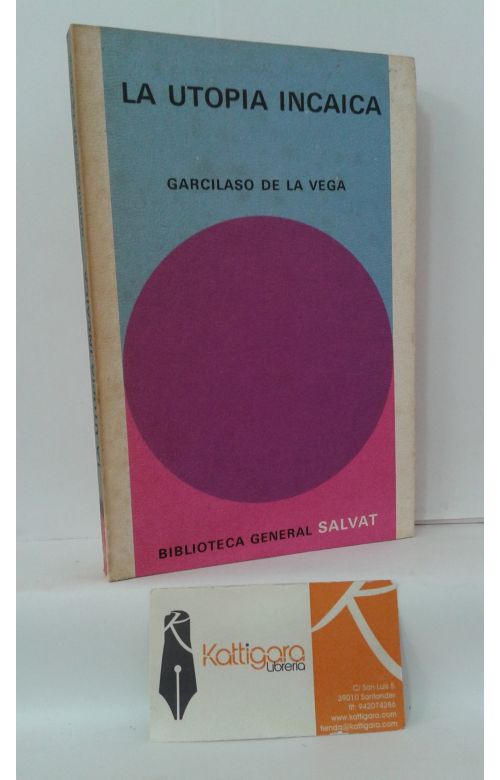 LA UTOPIA INCAICA
GARCILASO DE LA VEGA
BIBLIOTECA GENERAL SALVAT
Kattigara
Librería
C/ San Luis 5
39010 Santander
tlf: 942074286
www.kattigara.com
tienda@kattigara.com